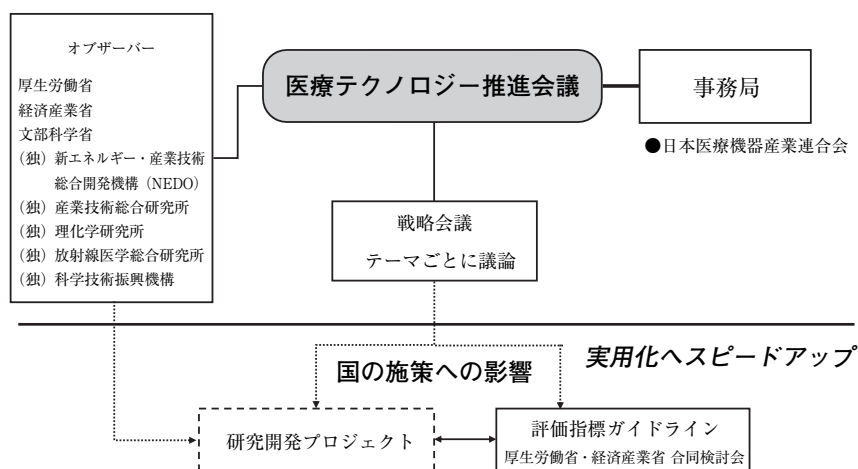 オブザーバー
厚生労働省
経済産業省
文部科学省
(独) 新エネルギー・産業技術
総合開発機構 (NEDO)
(独) 産業技術総合研究所
(独) 理化学研究所
(独) 放射線医学総合研究所
(独) 科学技術振興機構
医療テクノロジー推進会議
事務局
●日本医療機器産業連合会
戦略会議
テーマごとに議論
実用化へスピードアップ
国の施策への影響
研究開発プロジェクト
評価指標ガイドライン
厚生労働省・経済産業省 合同検討会